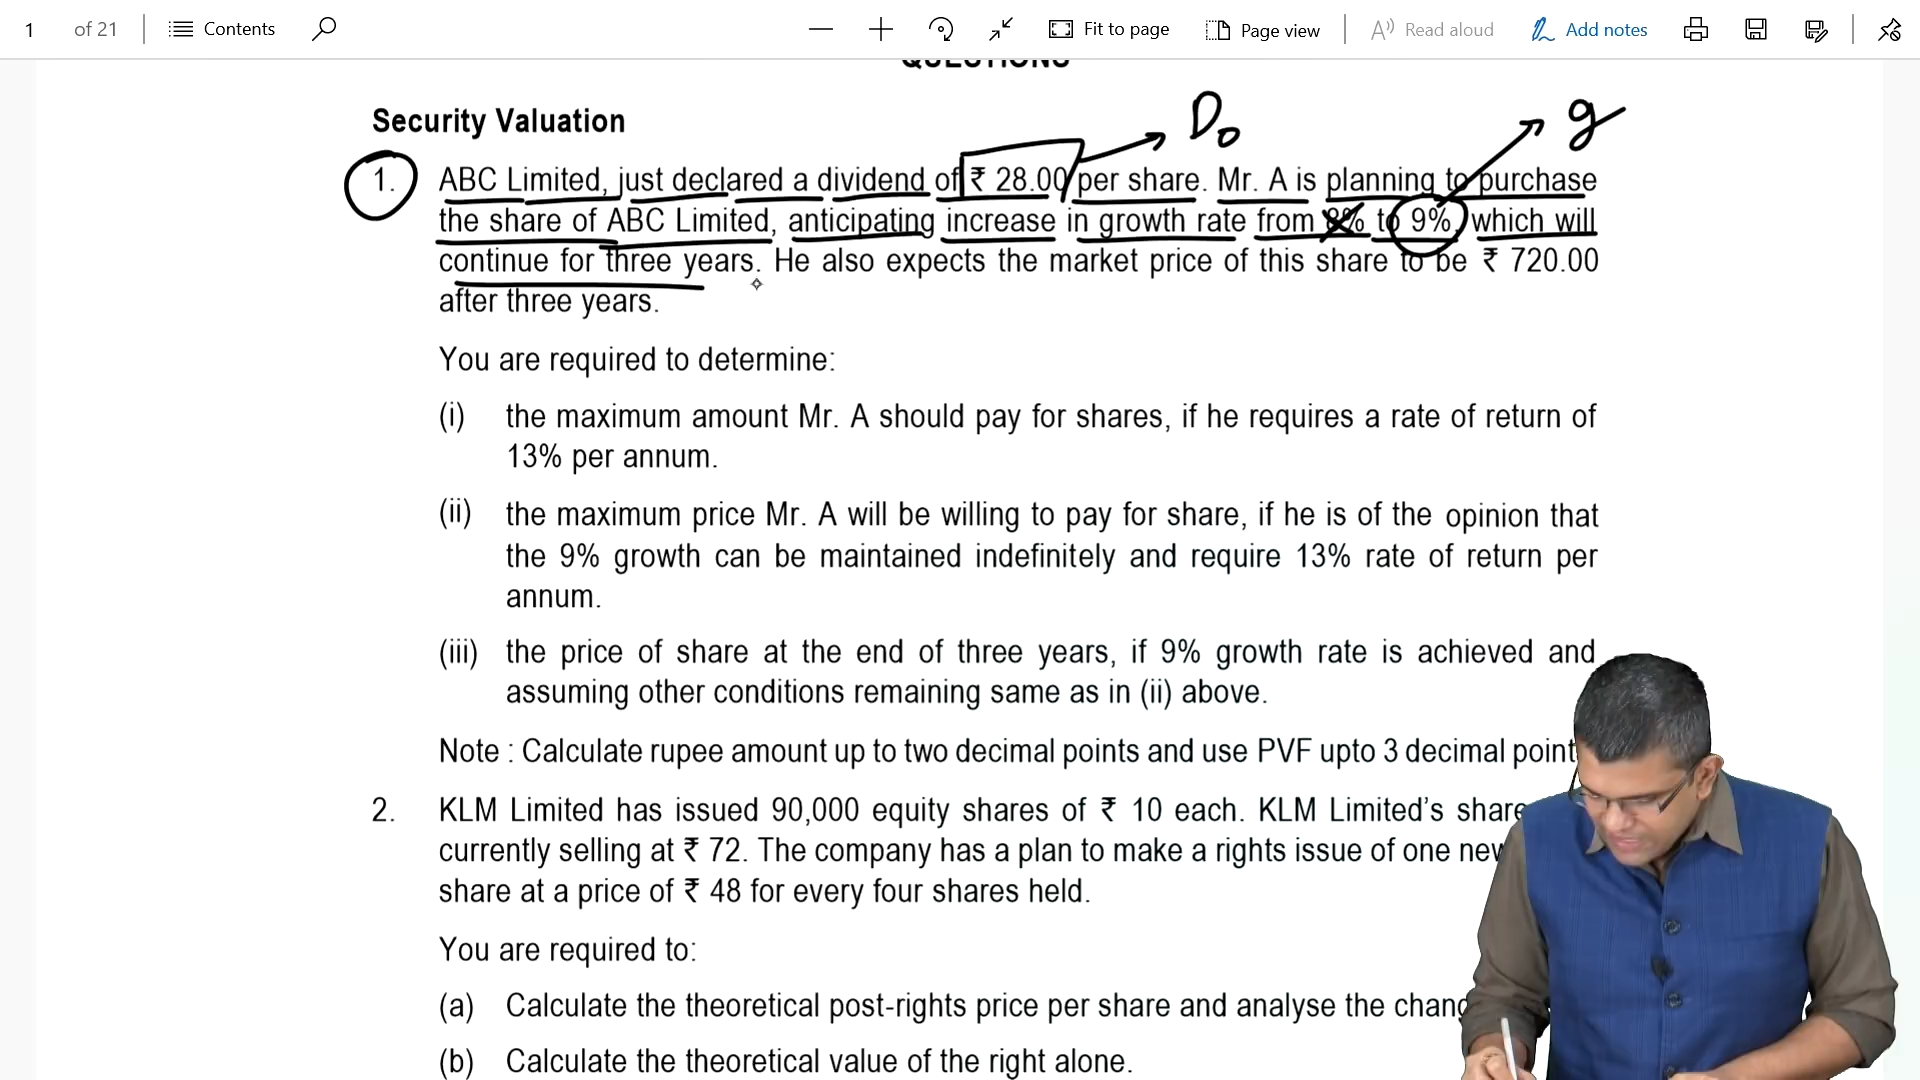 1 of 21 Contents Fit to page Page view Read aloud Add notes
QUESTIONS
D₀ g
Security Valuation
1. ABC Limited, just declared a dividend of ₹ 28.00 per share. Mr. A is planning to purchase
the share of ABC Limited, anticipating increase in growth rate from 8% to 9%, which will
continue for three years. He also expects the market price of this share to be ₹ 720.00
after three years.
You are required to determine:
(i) the maximum amount Mr. A should pay for shares, if he requires a rate of return of
13% per annum.
(ii) the maximum price Mr. A will be willing to pay for share, if he is of the opinion that
the 9% growth can be maintained indefinitely and require 13% rate of return per
annum.
(iii) the price of share at the end of three years, if 9% growth rate is achieved and
assuming other conditions remaining same as in (ii) above.
Note : Calculate rupee amount up to two decimal points and use PVF upto 3 decimal point
2. KLM Limited has issued 90,000 equity shares of ₹ 10 each. KLM Limited's share
currently selling at ₹ 72. The company has a plan to make a rights issue of one new
share at a price of ₹ 48 for every four shares held.
You are required to:
(a) Calculate the theoretical post-rights price per share and analyse the chang
(b) Calculate the theoretical value of the right alone.